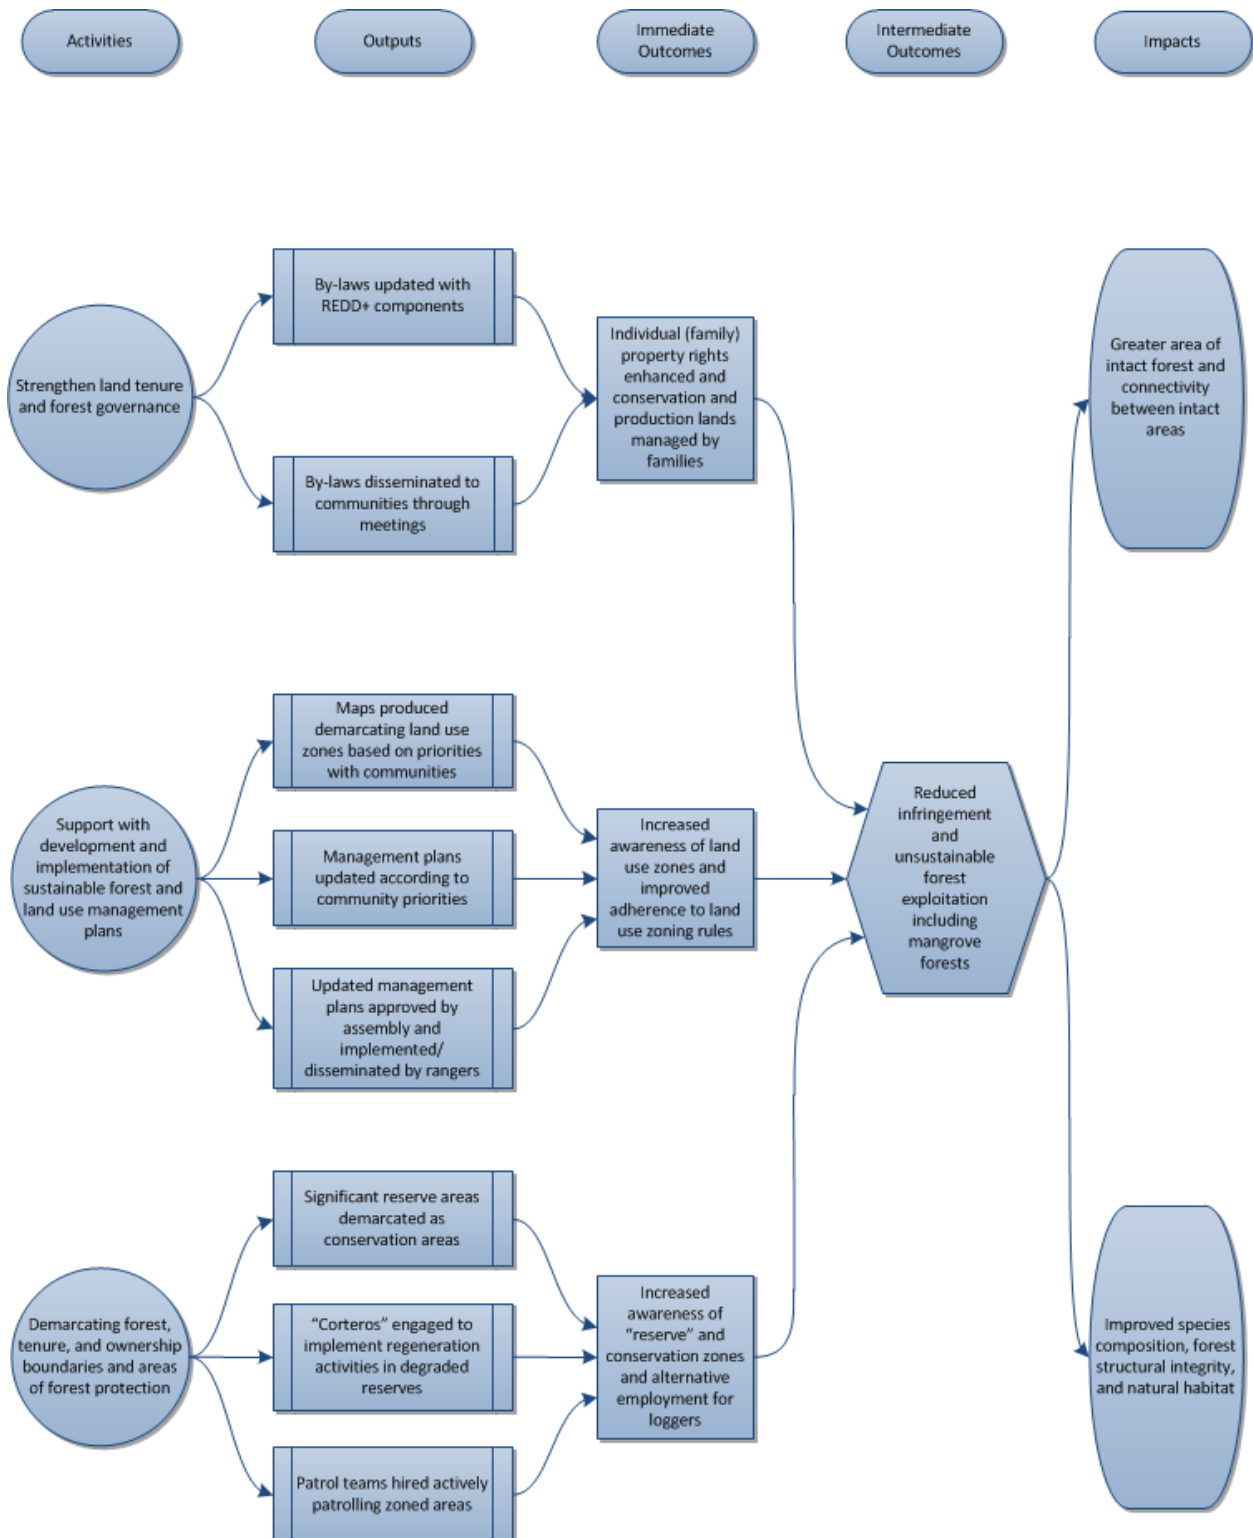 Activities
Outputs
Immediate
Outcomes
Intermediate
Outcomes
Impacts
Strengthen land tenure
and forest governance
By-laws updated with
REDD+ components
By-laws disseminated to
communities through
meetings
Individual (family)
property rights
enhanced and
conservation and
production lands
managed by
families
Greater area of
intact forest and
connectivity
between intact
areas
Support with
development and
implementation of
sustainable forest and
land use management
plans
Maps produced
demarcating land use
zones based on priorities
with communities
Management plans
updated according to
community priorities
Updated management
plans approved by
assembly and
implemented/
disseminated by rangers
Increased
awareness of land
use zones and
improved
adherence to land
use zoning rules
Reduced
infringement
and
unsustainable
forest
exploitation
including
mangrove
forests
Demarcating forest,
tenure, and ownership
boundaries and areas
of forest protection
Significant reserve areas
demarcated as
conservation areas
“Corteros” engaged to
implement regeneration
activities in degraded
reserves
Patrol teams hired actively
patrolling zoned areas
Increased
awareness of
“reserve” and
conservation zones
and alternative
employment for
loggers
Improved species
composition, forest
structural integrity,
and natural habitat